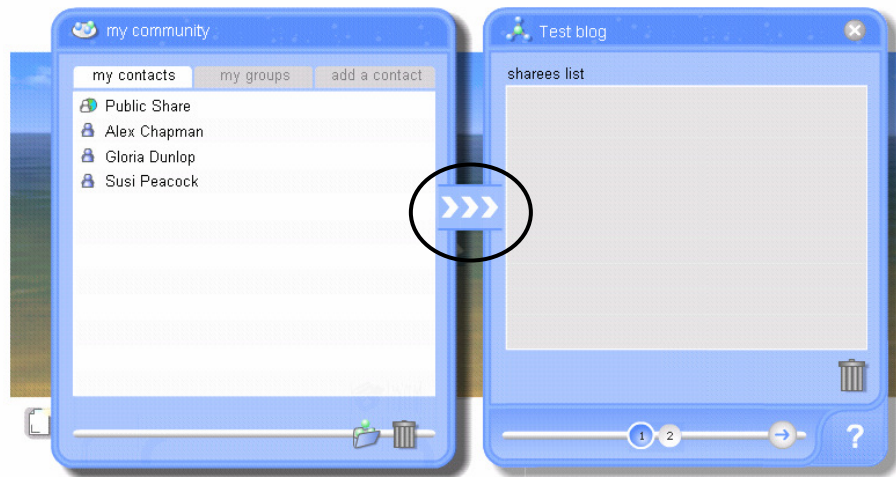 my community
my contacts my groups add a contact
Public Share
Alex Chapman
Gloria Dunlop
Susi Peacock
Test blog
sharees list
1 2
?